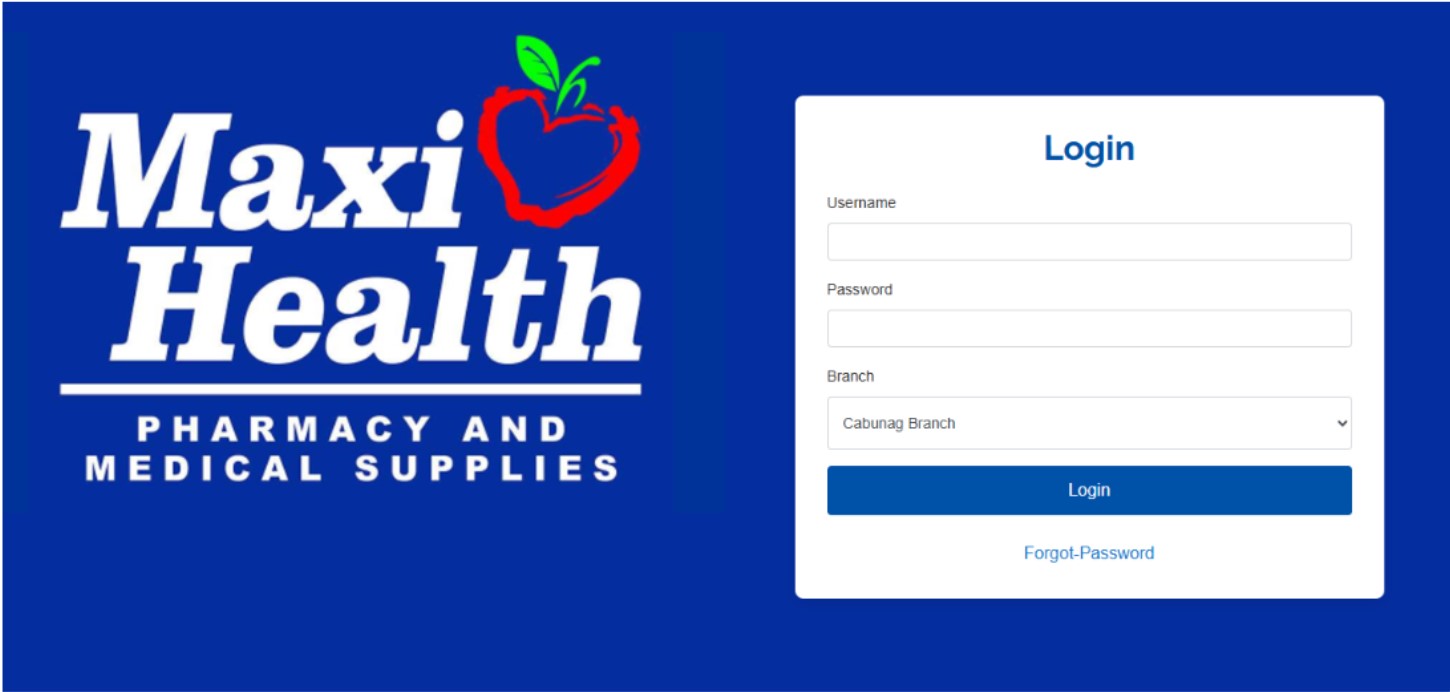 Maxi
Health
PHARMACY AND
MEDICAL SUPPLIES
Login
Username
Password
Branch
Cabunag Branch
Login
Forgot-Password